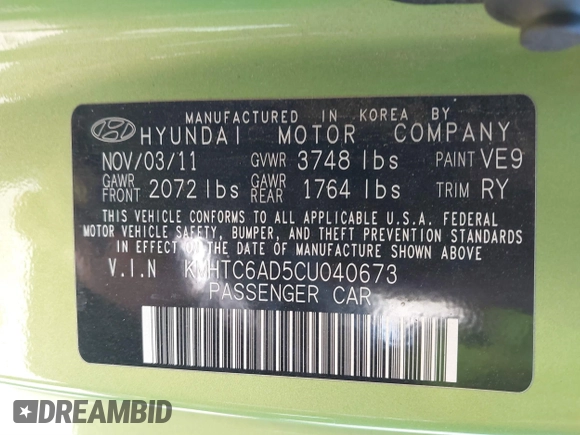 MANUFACTURED IN KOREA BY
HYUNDAI MOTOR COMPANY
NOV/03/11 GVWR 3748 lbs PAINT VE9
GAWR FRONT 2072 lbs GAWR REAR 1764 lbs TRIM RY
THIS VEHICLE CONFORMS TO ALL APPLICABLE U.S.A. FEDERAL
MOTOR VEHICLE SAFETY, BUMPER, AND THEFT PREVENTION STANDARDS
IN EFFECT ON THE DATE OF MANUFACTURE SHOWN ABOVE
V.I.N KMHTC6AD5CU040673
PASSENGER CAR
DREAMBID